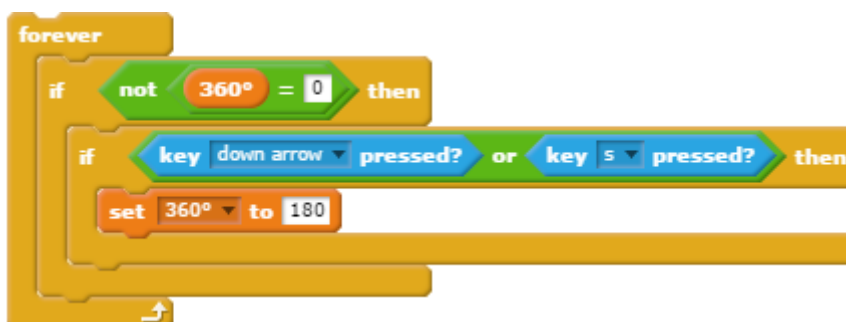 forever
if not 360° = 0 then
if key down arrow pressed? or key s pressed? then
set 360° to 180